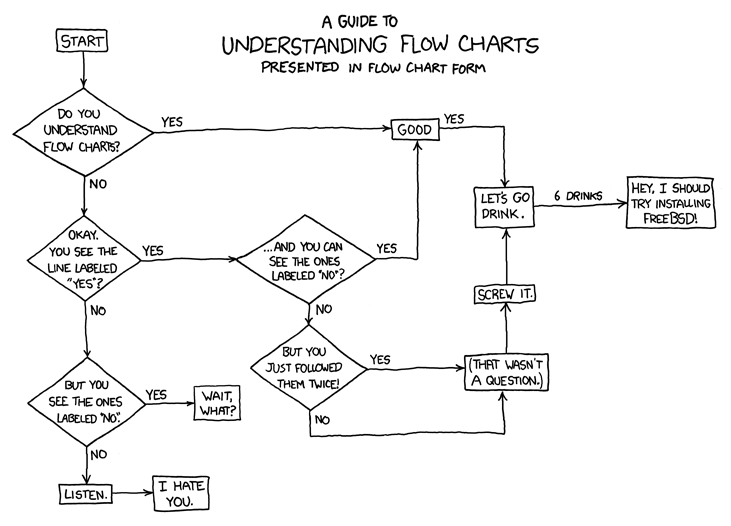 A GUIDE TO
UNDERSTANDING FLOW CHARTS
PRESENTED IN FLOW CHART FORM
START
DO YOU
UNDERSTAND
FLOW CHARTS?
YES
GOOD
YES
NO
LET'S GO
DRINK.
6 DRINKS
HEY, I SHOULD
TRY INSTALLING
FREEBSD!
OKAY.
YOU SEE THE
LINE LABELED
"YES"?
YES
...AND YOU CAN
SEE THE ONES
LABELED "NO"?
YES
SCREW IT.
NO
NO
BUT YOU
JUST FOLLOWED
THEM TWICE!
YES
(THAT WASN'T
A QUESTION.)
NO
BUT YOU
SEE THE ONES
LABELED "NO".
YES
WAIT,
WHAT?
NO
LISTEN.
I HATE
YOU.